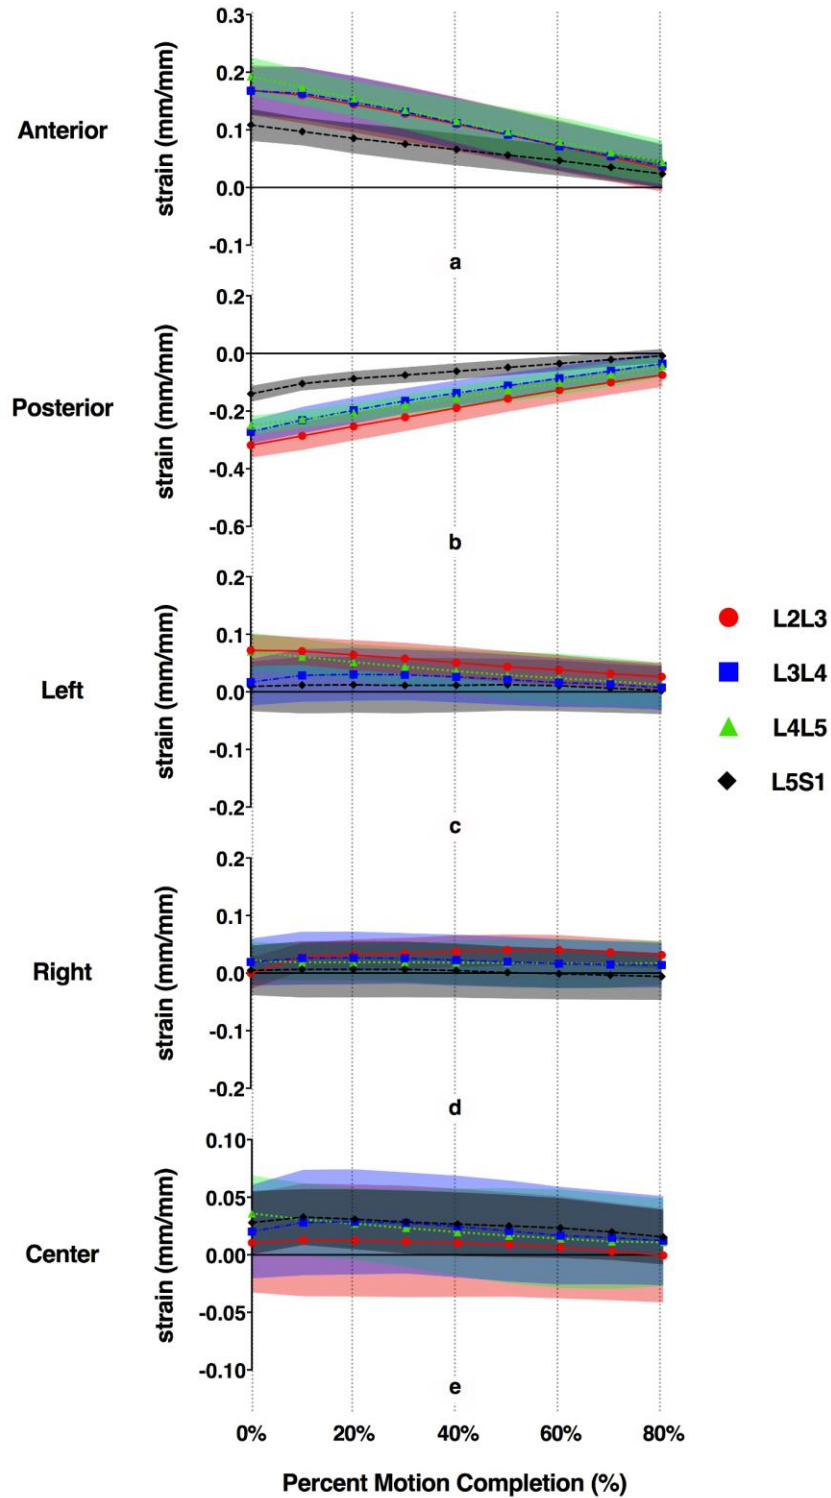 Anterior
strain (mm/mm)
0.3
0.2
0.1
0.0
-0.1
a
Posterior
strain (mm/mm)
0.2
0.0
-0.2
-0.4
-0.6
b
Left
strain (mm/mm)
0.2
0.1
0.0
-0.1
-0.2
c
L2L3
L3L4
L4L5
L5S1
Right
strain (mm/mm)
0.2
0.1
0.0
-0.1
-0.2
d
Center
strain (mm/mm)
0.10
0.05
0.00
-0.05
-0.10
e
0% 20% 40% 60% 80%
Percent Motion Completion (%)